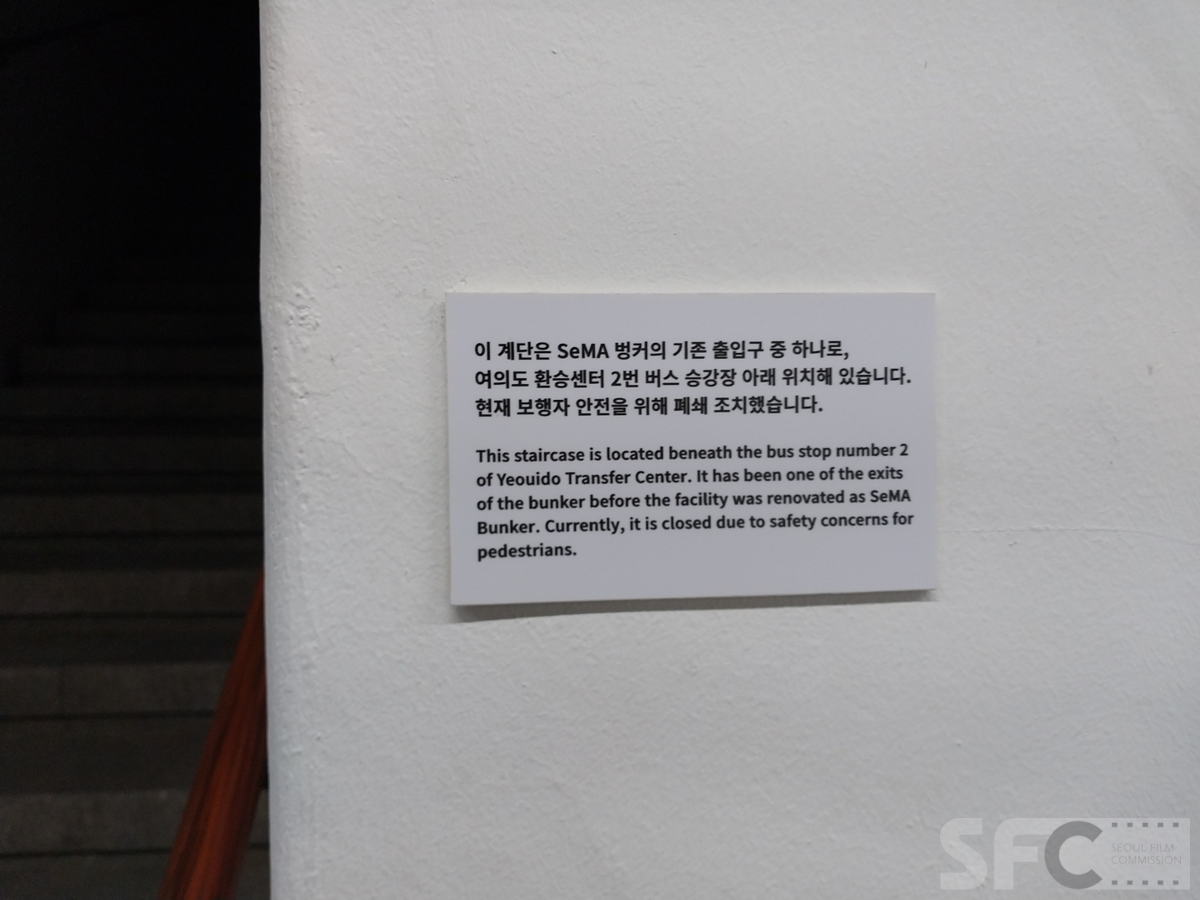 이 계단은 SeMA 벙커의 기존 출입구 중 하나로,
여의도 환승센터 2번 버스 승강장 아래 위치해 있습니다.
현재 보행자 안전을 위해 폐쇄 조치했습니다.
This staircase is located beneath the bus stop number 2
of Yeouido Transfer Center. It has been one of the exits
of the bunker before the facility was renovated as SeMA
Bunker. Currently, it is closed due to safety concerns for
pedestrians.
SFC
SEOUL FILM
COMMISSION